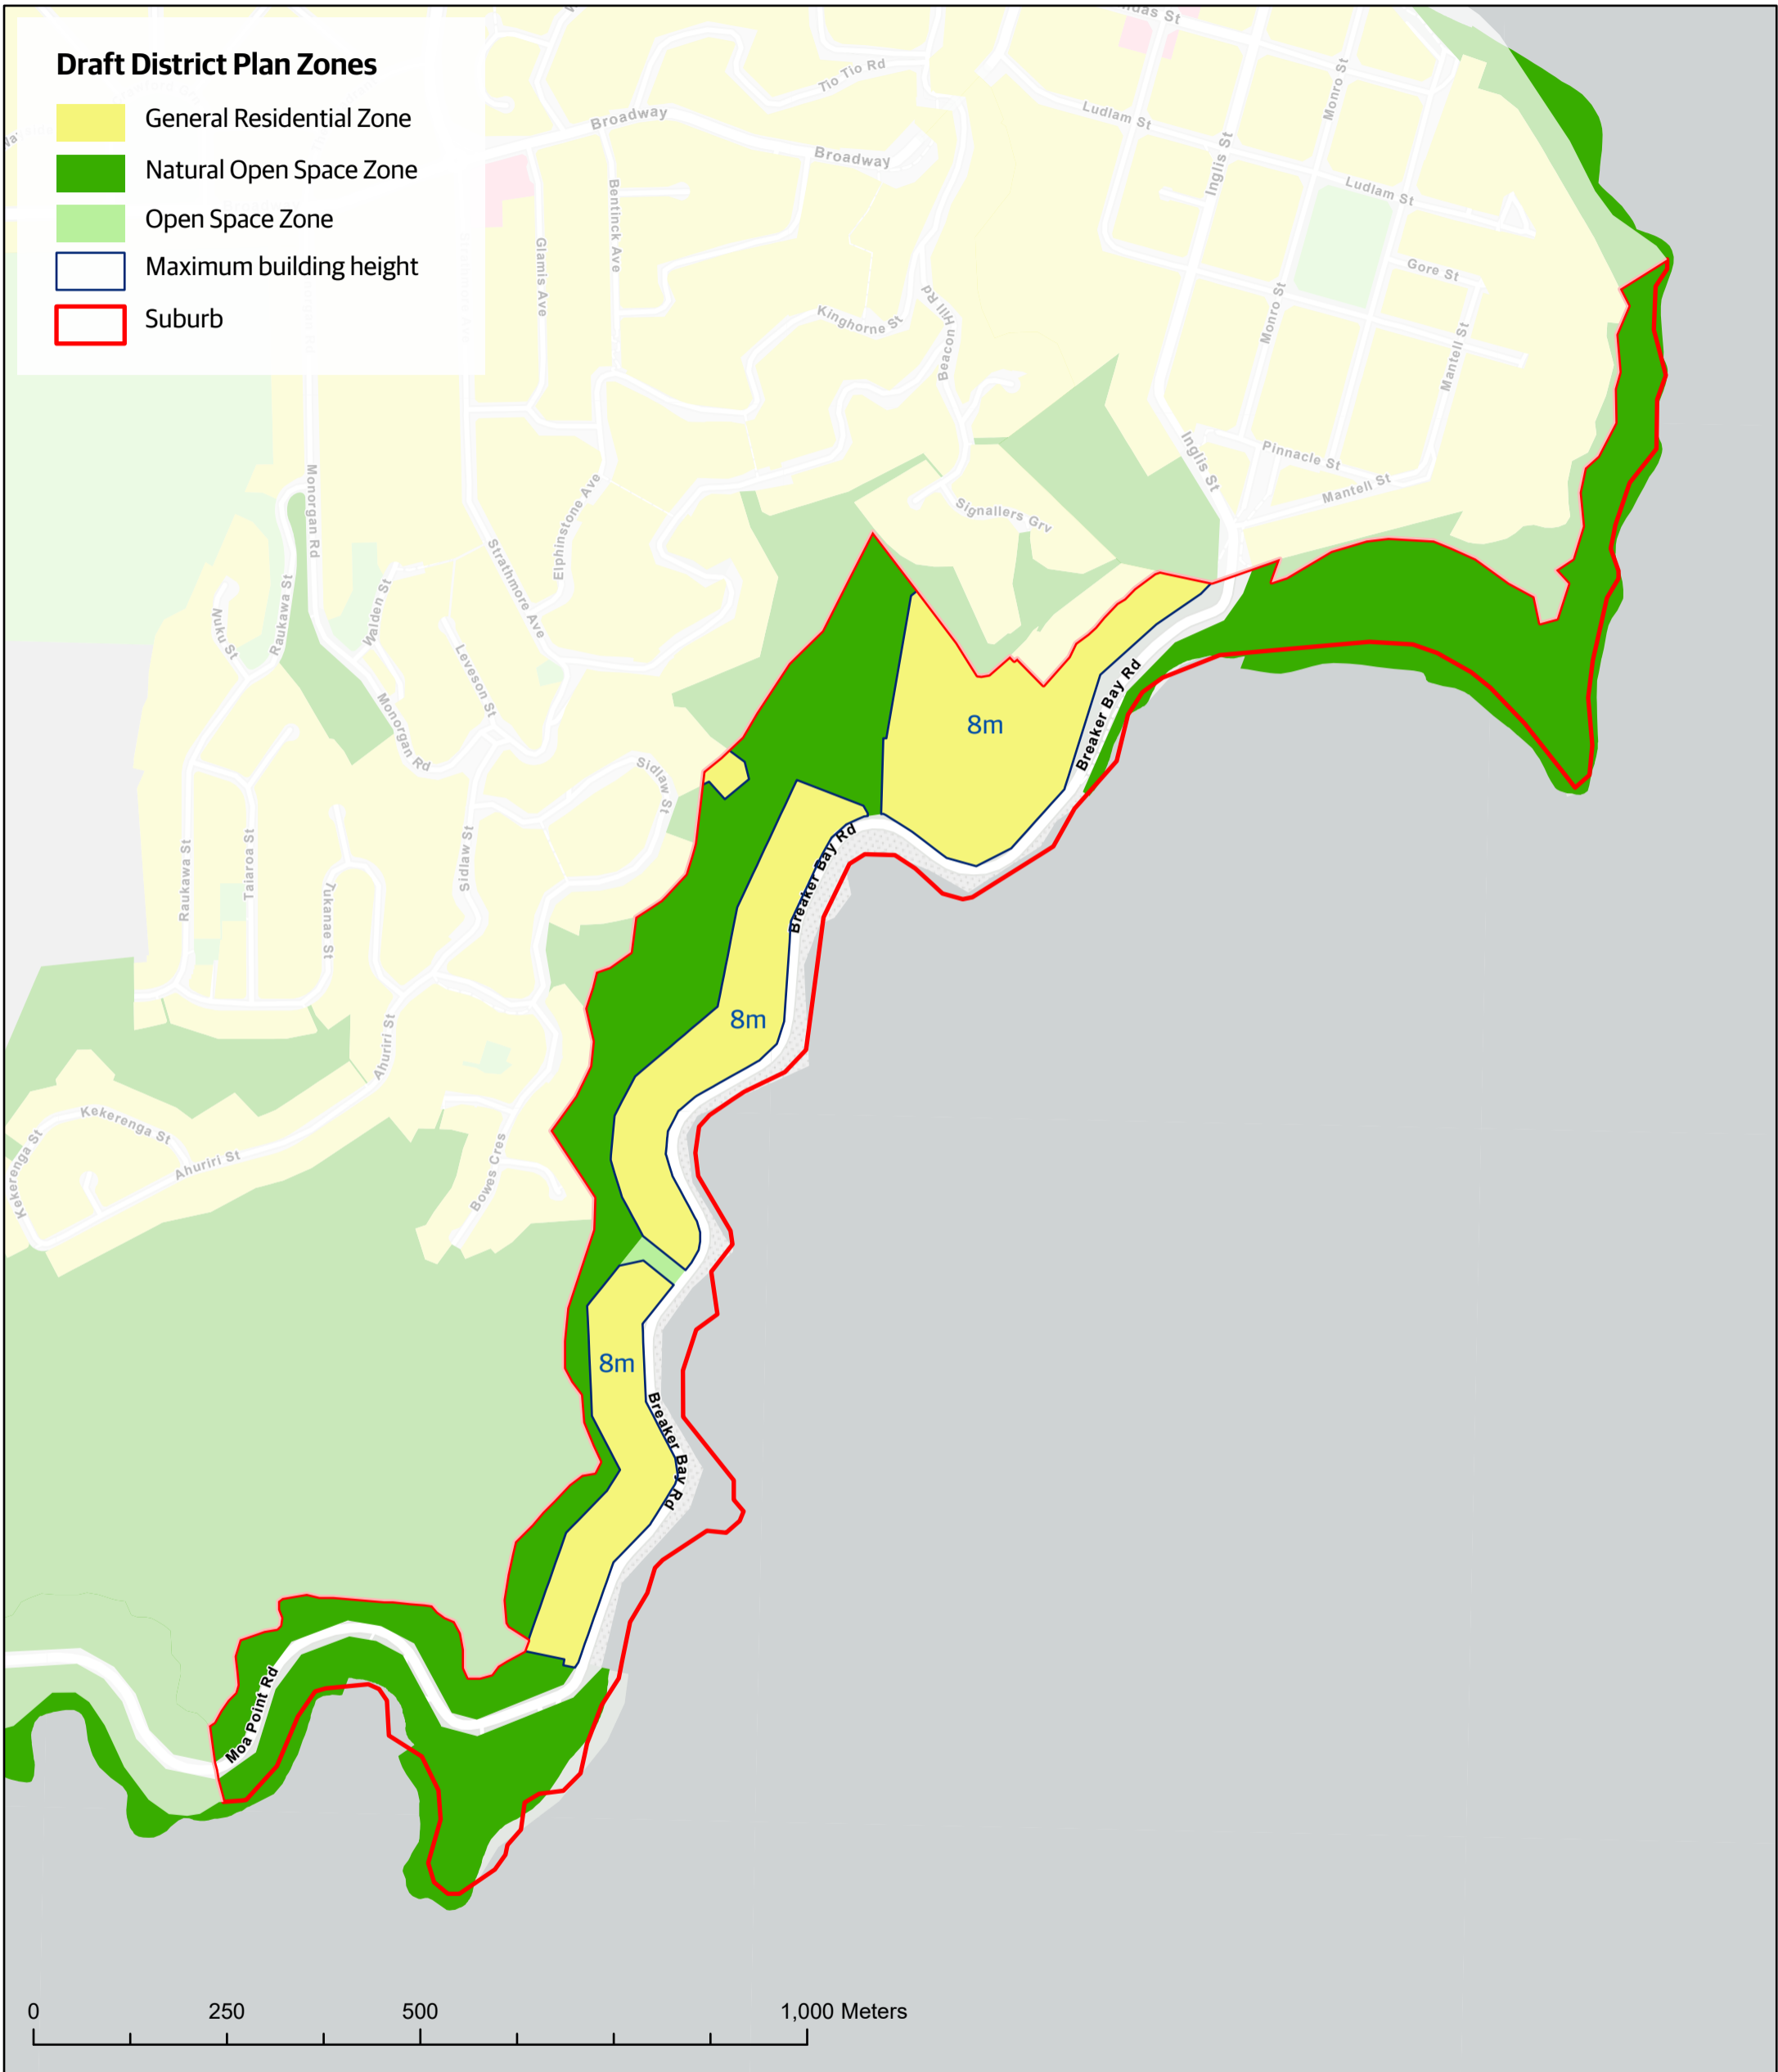 Draft District Plan Zones
General Residential Zone
Natural Open Space Zone
Open Space Zone
Maximum building height
Suburb
Tio Tio Rd
Broadway
Broadway
Ludlam St
Monro St
Inglis St
Ludlam St
Bentinck Ave
Glamis Ave
Gore St
Beacon Hill Rd
Kinghorne St
Monro St
Mantell St
Inglis St
Pinnacle St
Mantell St
Signallers Grv
Monorgan Rd
Elphinstone Ave
Strathmore Ave
Raukawa St
Nuku St
Walden St
Leveson St
Monorgan Rd
Sidlaw St
8m
Breaker Bay Rd
Raukawa St
Taiaroa St
Tukanae St
Sidlaw St
Breaker Bay Rd
8m
Ahuriri St
Kekerenga St
Kekerenga St
Ahuriri St
Bowes Cres
8m
Breaker Bay Rd
Moa Point Rd
0
250
500
1,000 Meters